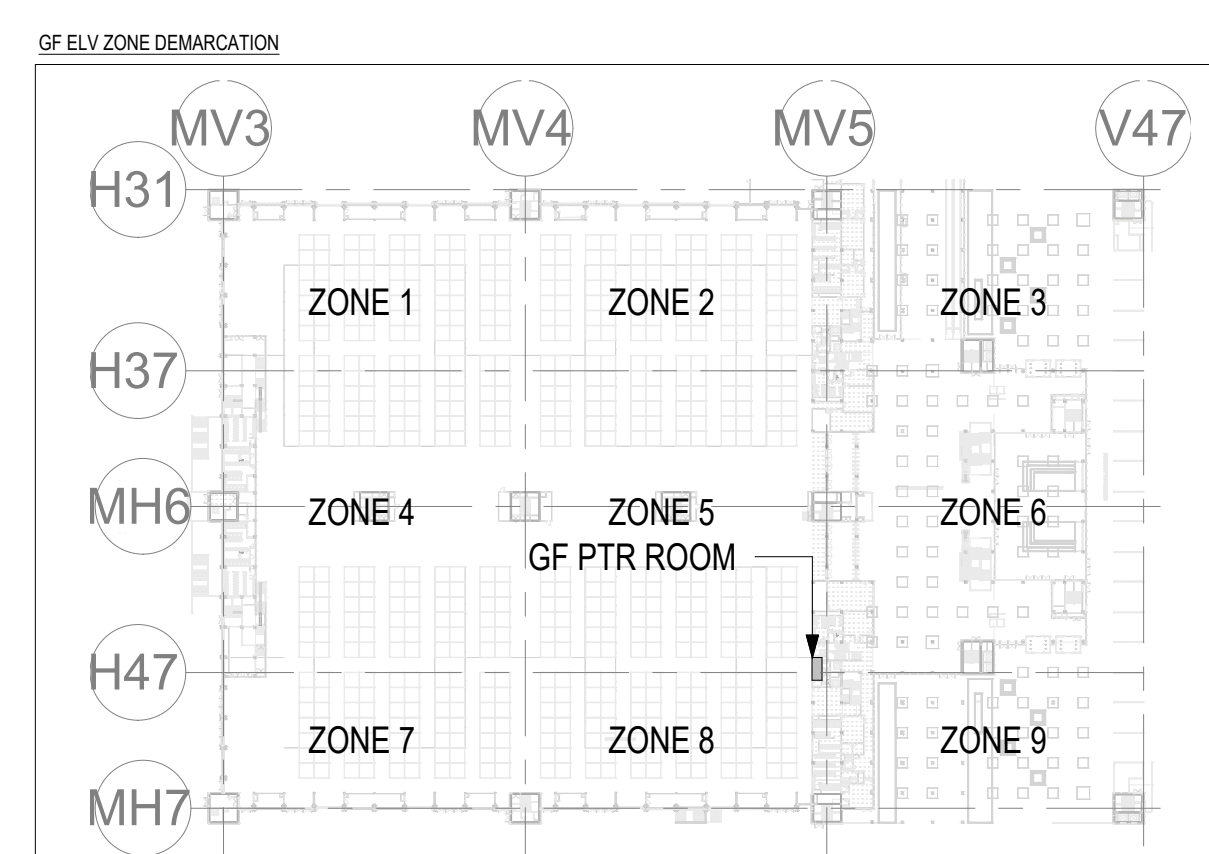 GF ELV ZONE DEMARCATION
MV3 MV4 MV5 V47
H31
ZONE 1 ZONE 2 ZONE 3
H37
MH6
ZONE 4 ZONE 5 ZONE 6
GF PTR ROOM
H47
ZONE 7 ZONE 8 ZONE 9
MH7